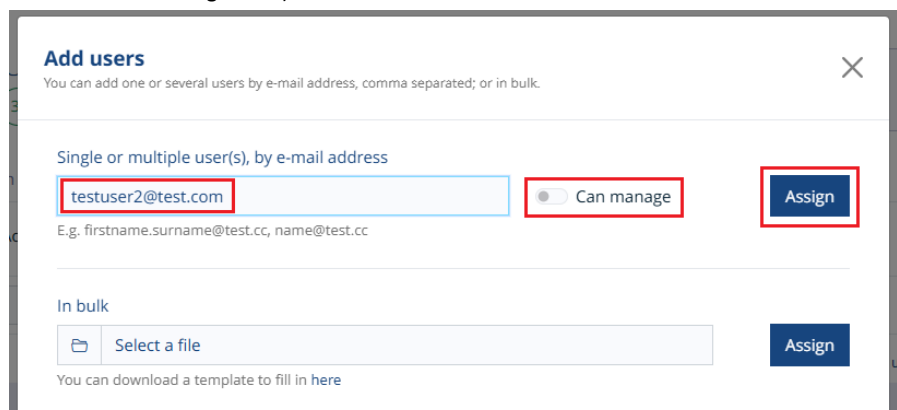 Add users
You can add one or several users by e-mail address, comma separated; or in bulk.
Single or multiple user(s), by e-mail address
testuser2@test.com
Can manage
Assign
E.g. firstname.surname@test.cc, name@test.cc
In bulk
Select a file
Assign
You can download a template to fill in here